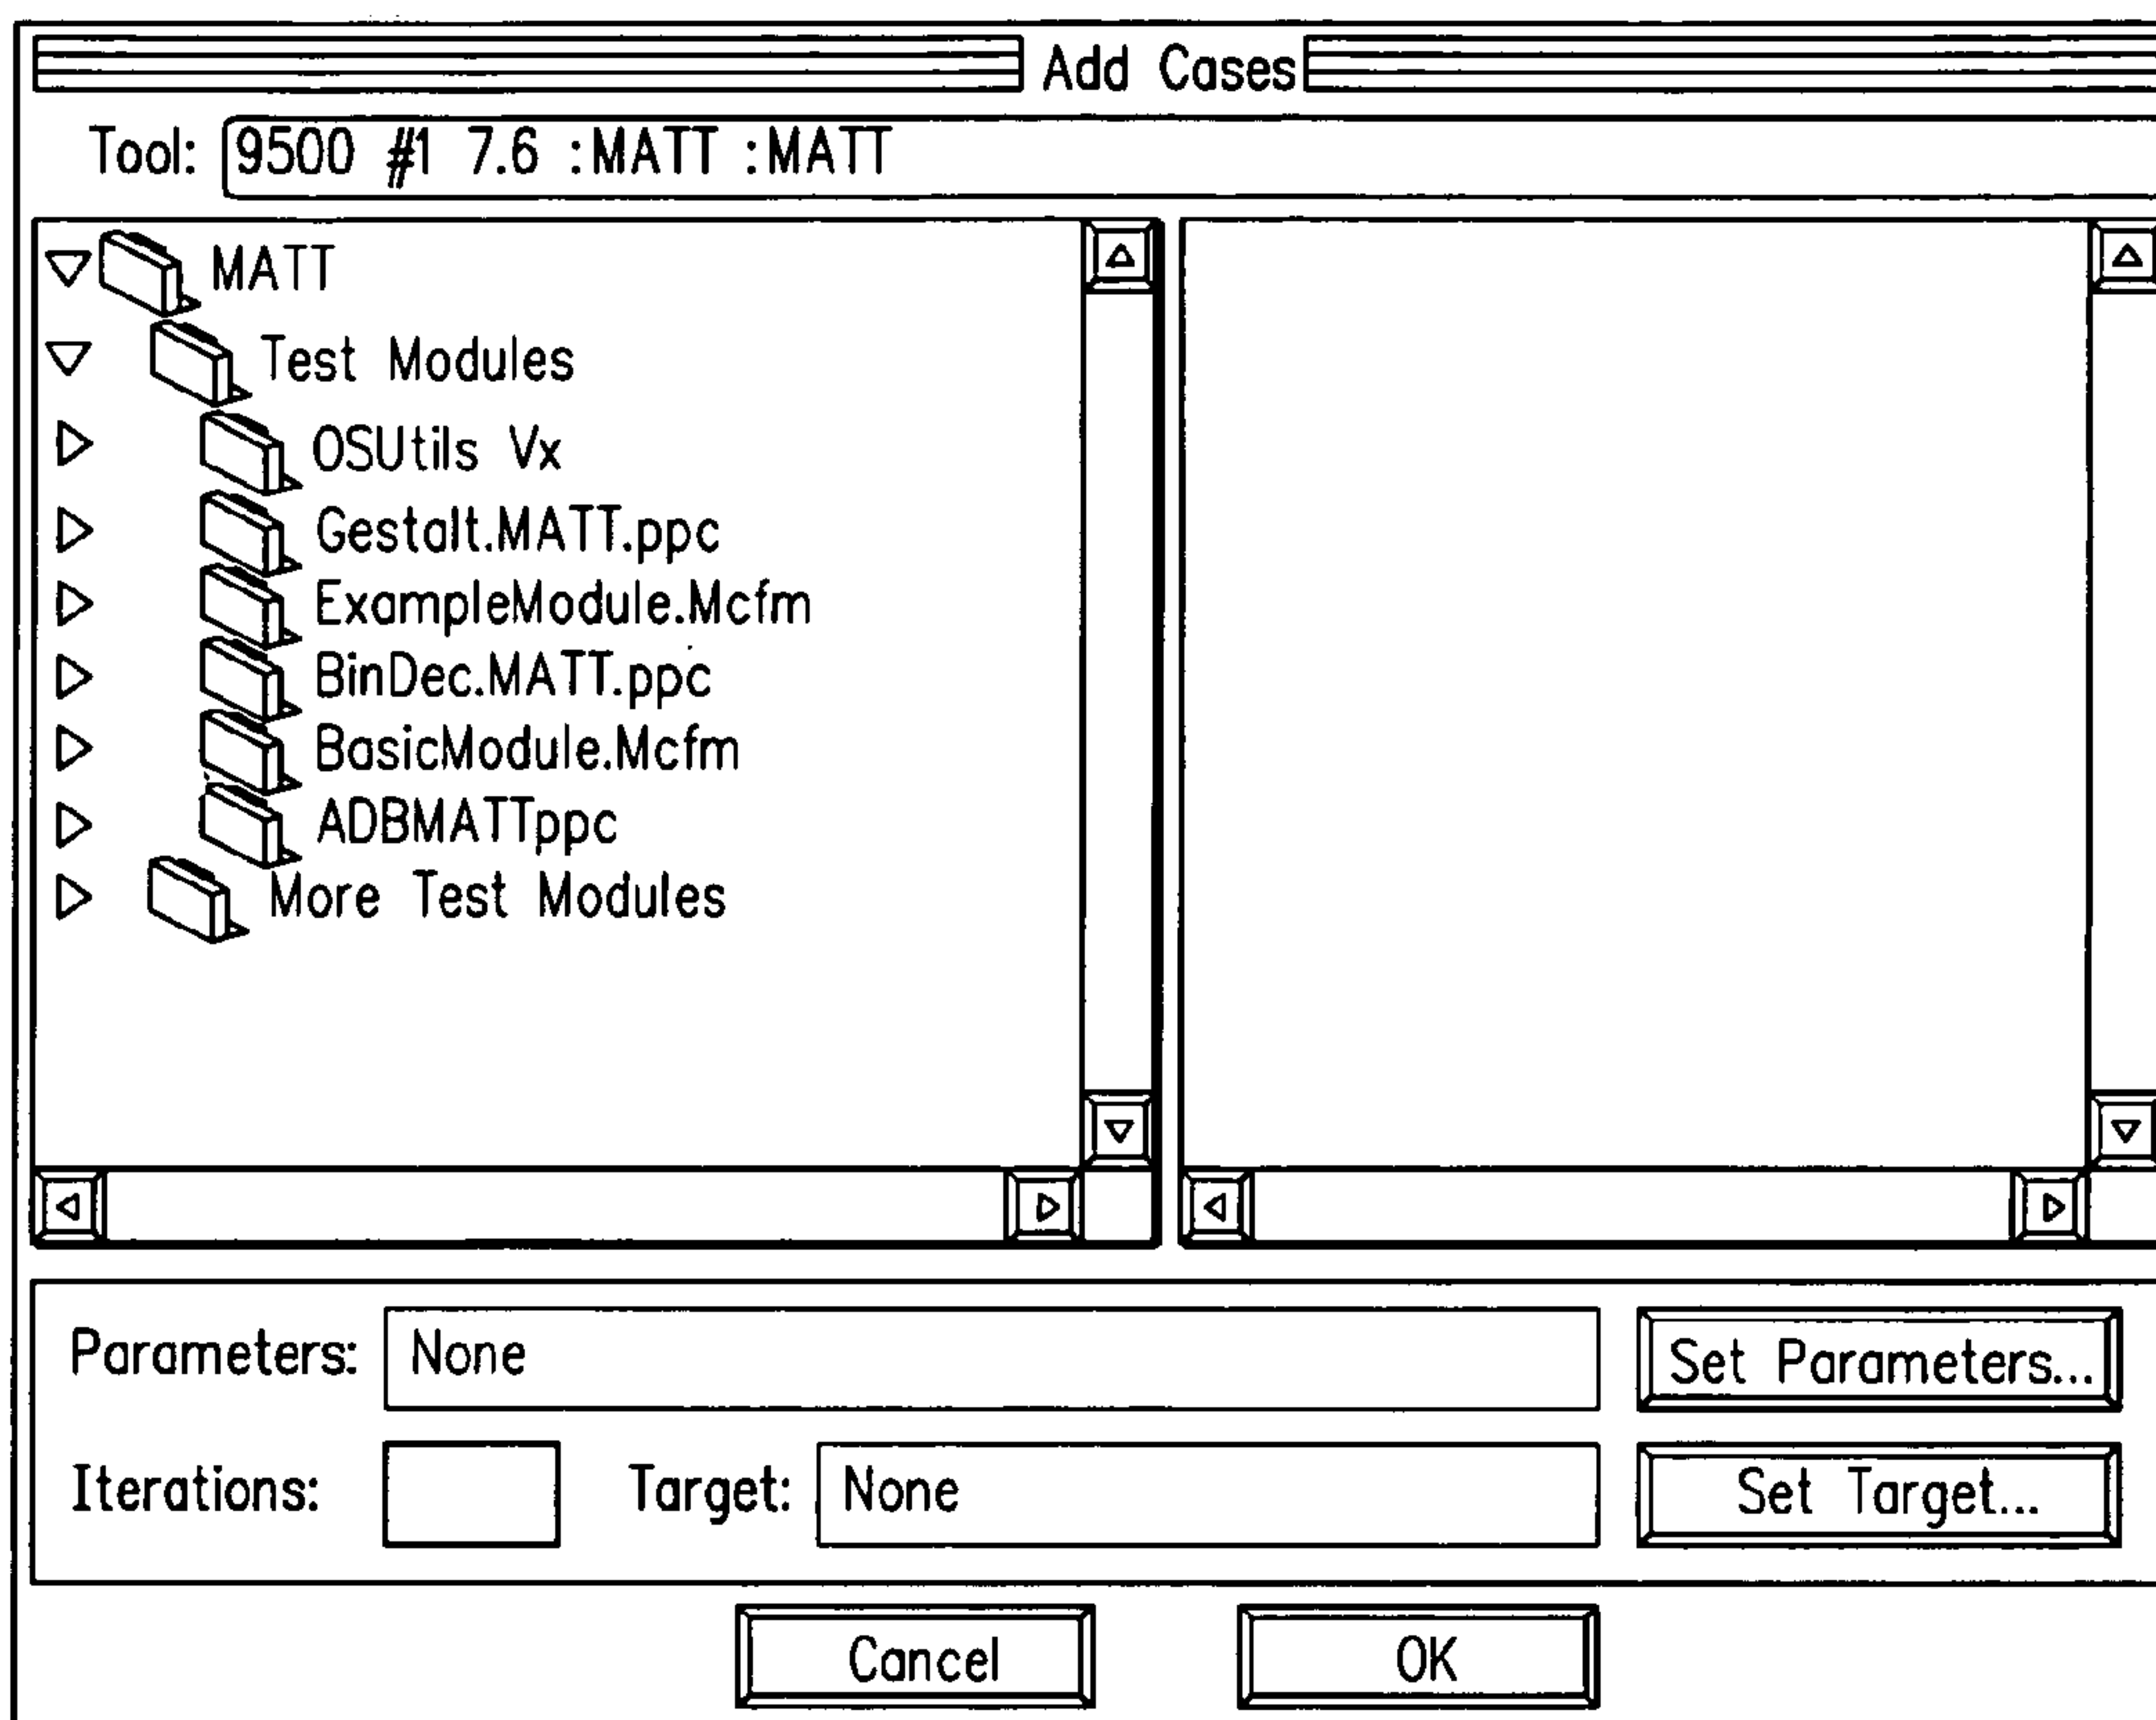 Add Cases
Tool: 9500 #1 7.6 :MATT :MATT
MATT
Test Modules
OSUtils Vx
Gestalt.MATT.ppc
ExampleModule.Mcfm
BinDec.MATT.ppc
BasicModule.Mcfm
ADBMATTppc
More Test Modules
Parameters: None Set Parameters...
Iterations: Target: None Set Target...
Cancel OK